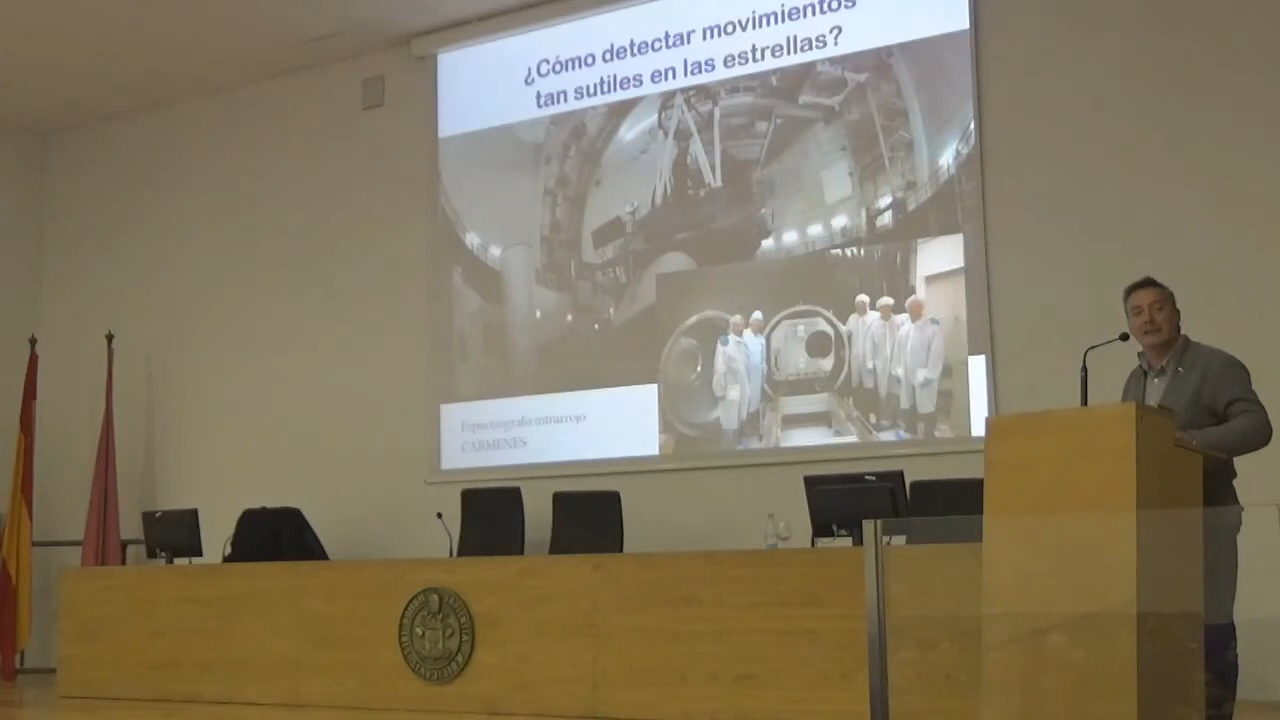 ¿Cómo detectar movimientos
tan sutiles en las estrellas?
Espectrógrafo infrarrojo
CARMENES